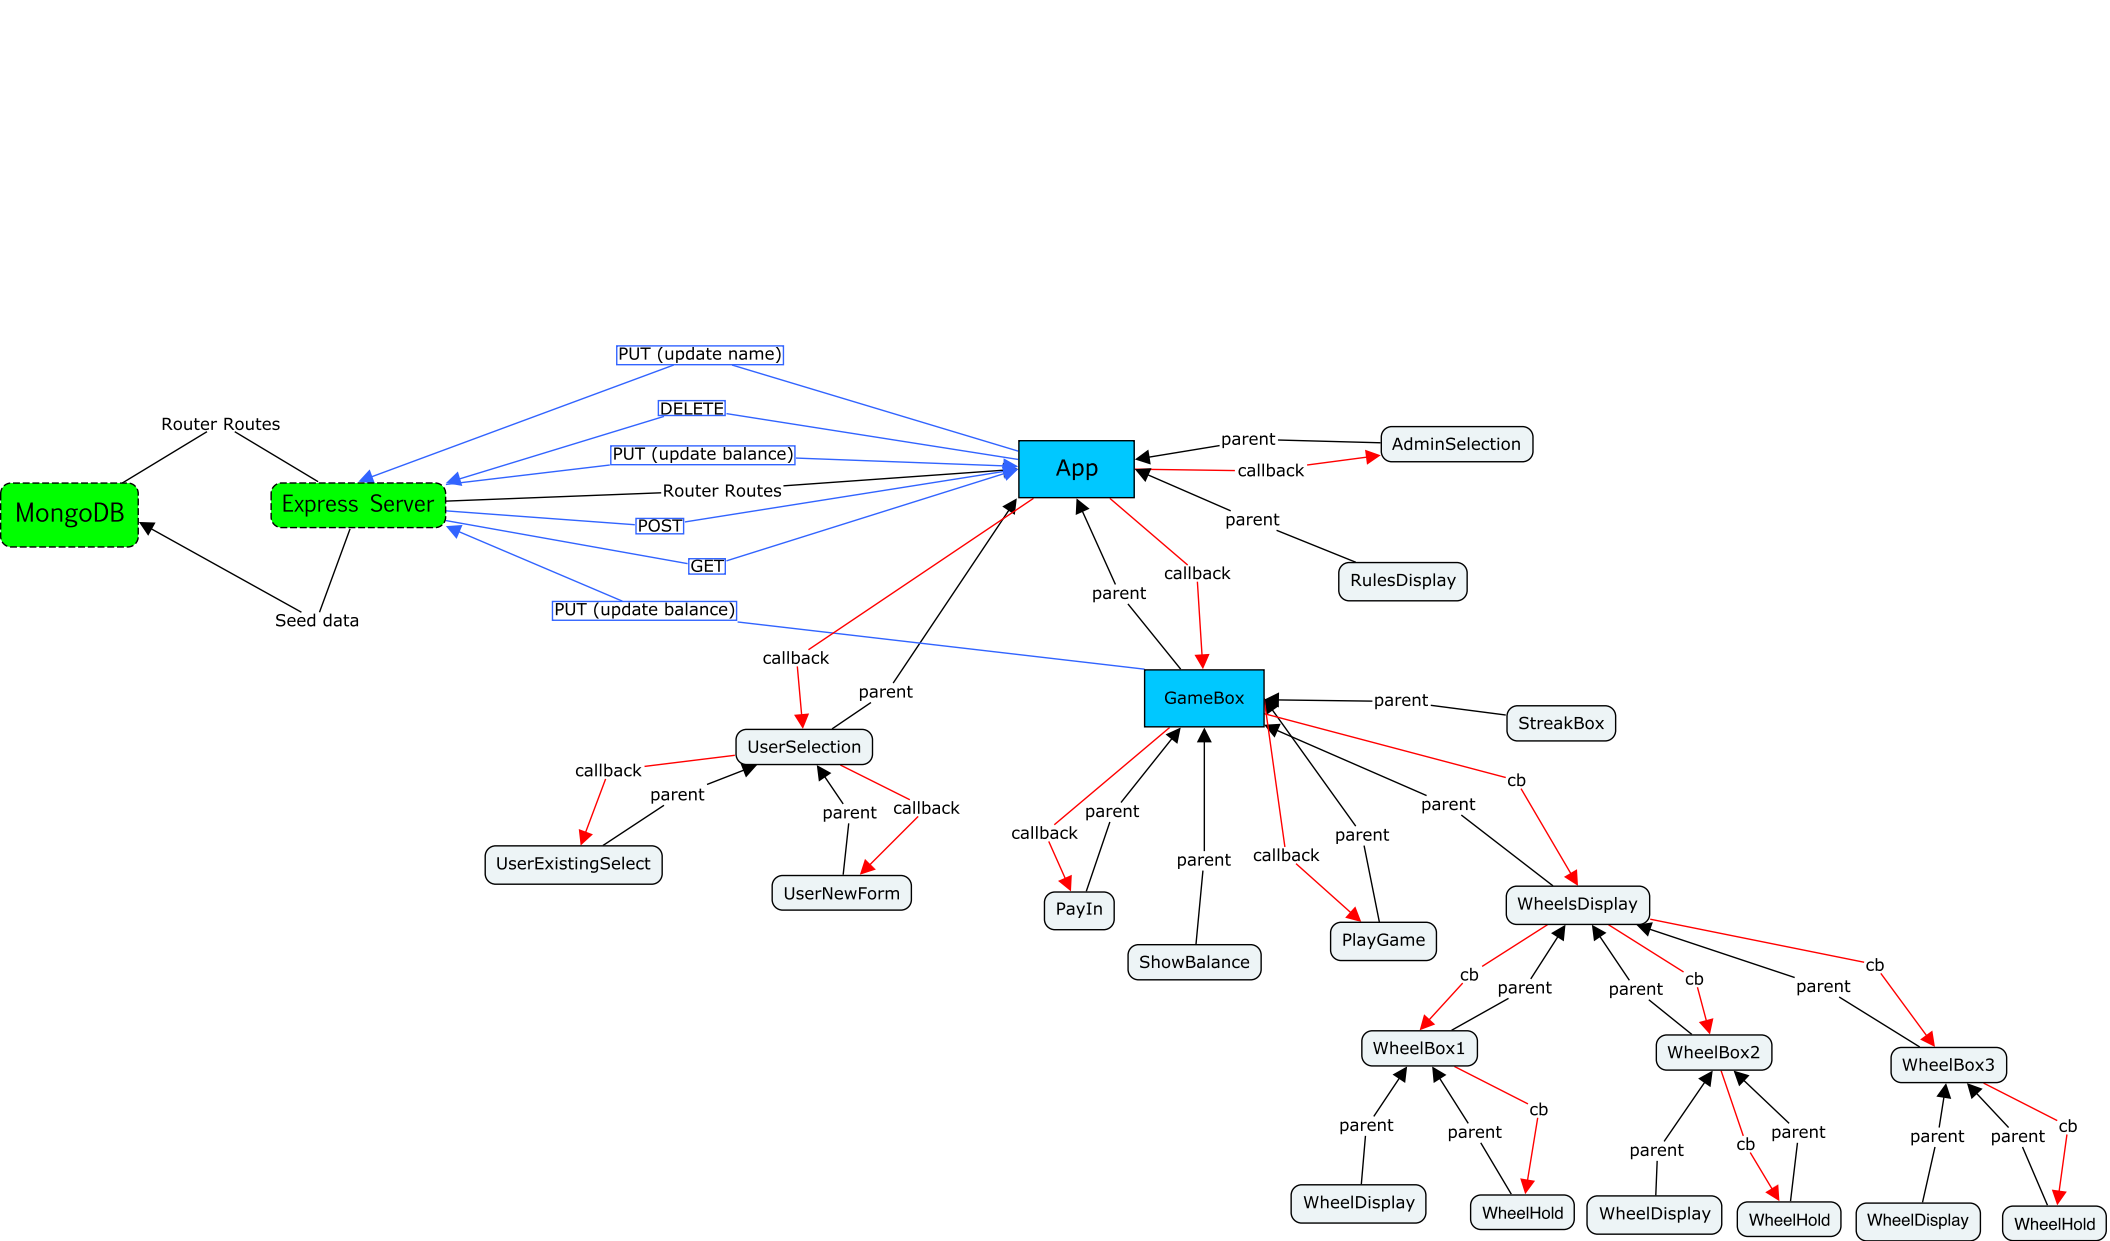 PUT (update name)
DELETE
Router Routes
PUT (update balance)
App
AdminSelection
parent
callback
MongoDB
Express Server
Router Routes
POST
parent
GET
callback
RulesDisplay
parent
PUT (update balance)
Seed data
callback
parent
GameBox
parent
StreakBox
UserSelection
callback
parent
cb
callback
parent
parent
parent
callback
parent
callback
parent
UserExistingSelect
UserNewForm
PayIn
WheelsDisplay
PlayGame
ShowBalance
cb
parent
parent
cb
parent
cb
WheelBox1
WheelBox2
WheelBox3
cb
parent
parent
parent
cb
parent
parent
parent
cb
WheelDisplay
WheelHold
WheelDisplay
WheelHold
WheelDisplay
WheelHold